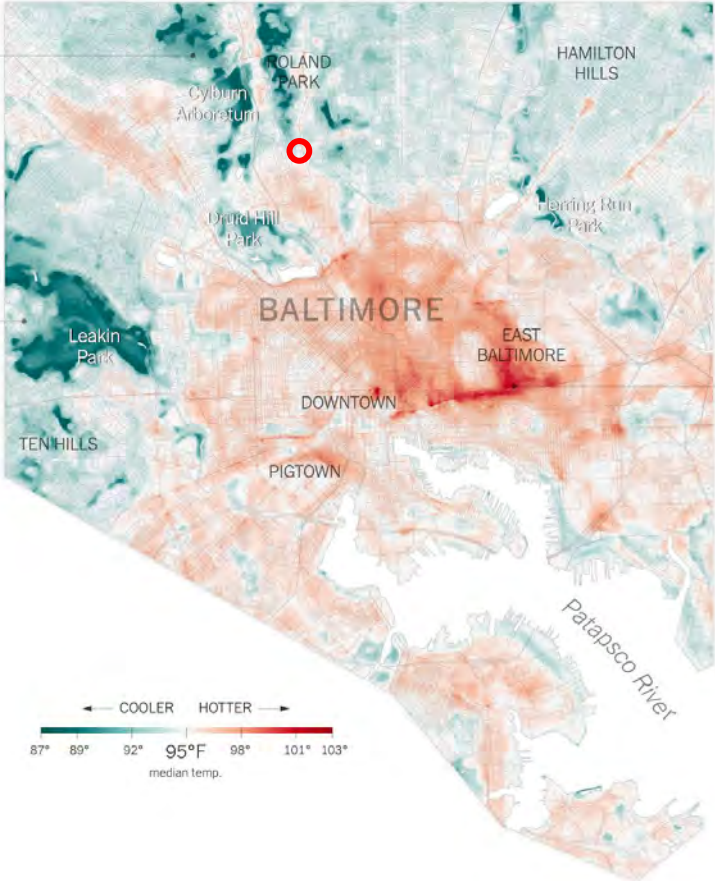 ROLAND
PARK
HAMILTON
HILLS
Cylburn
Arboretum
Druid Hill
Park
Herring Run
Park
BALTIMORE
EAST
BALTIMORE
Leakin
Park
DOWNTOWN
TEN HILLS
PIGTOWN
Patapsco River
COOLER HOTTER
87° 89° 92° 95°F 98° 101° 103°
median temp.